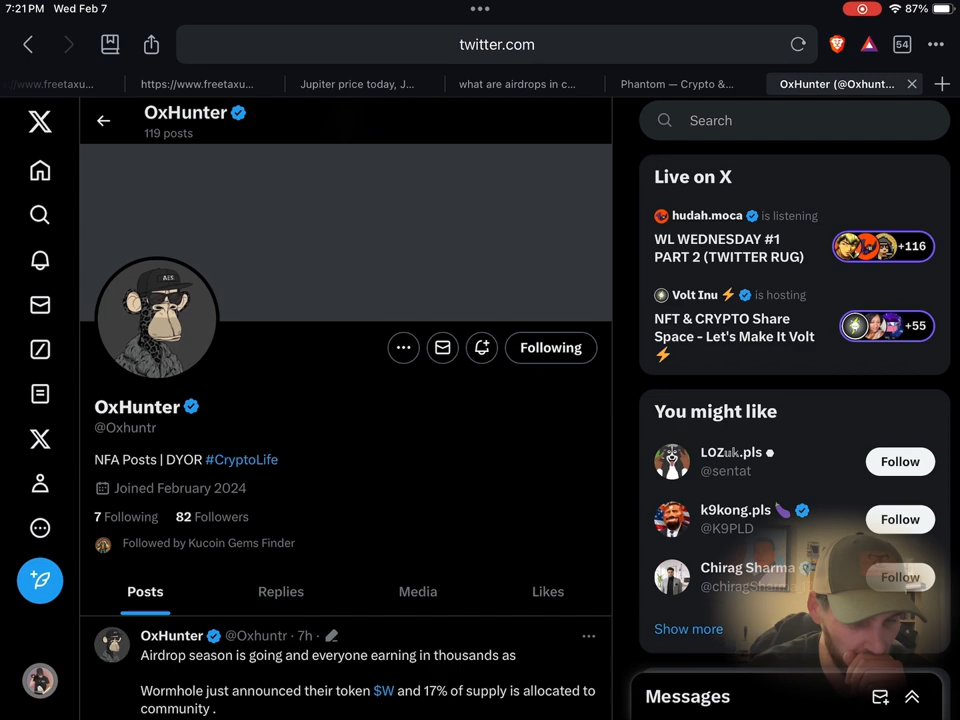 7:21 PM Wed Feb 7
87%
twitter.com
54
//www.freetaxu...
https://www.freetaxu...
Jupiter price today, J...
what are airdrops in c...
Phantom — Crypto &...
OxHunter (@Oxhunt...
OxHunter
119 posts
AES.
Following
OxHunter
@Oxhuntr
NFA Posts | DYOR #CryptoLife
Joined February 2024
7 Following 82 Followers
Followed by Kucoin Gems Finder
Posts Replies Media Likes
OxHunter @Oxhuntr · 7h ·
Airdrop season is going and everyone earning in thousands as
Wormhole just announced their token $W and 17% of supply is allocated to
community .
Search
Live on X
hudah.moca is listening
WL WEDNESDAY #1
PART 2 (TWITTER RUG)
+116
Volt Inu ⚡ is hosting
NFT & CRYPTO Share
Space - Let's Make It Volt
⚡
+55
You might like
LOZuk.pls
@sentat
Follow
k9kong.pls 🍆
@K9PLD
Follow
Chirag Sharma
Follow
Show more
Messages